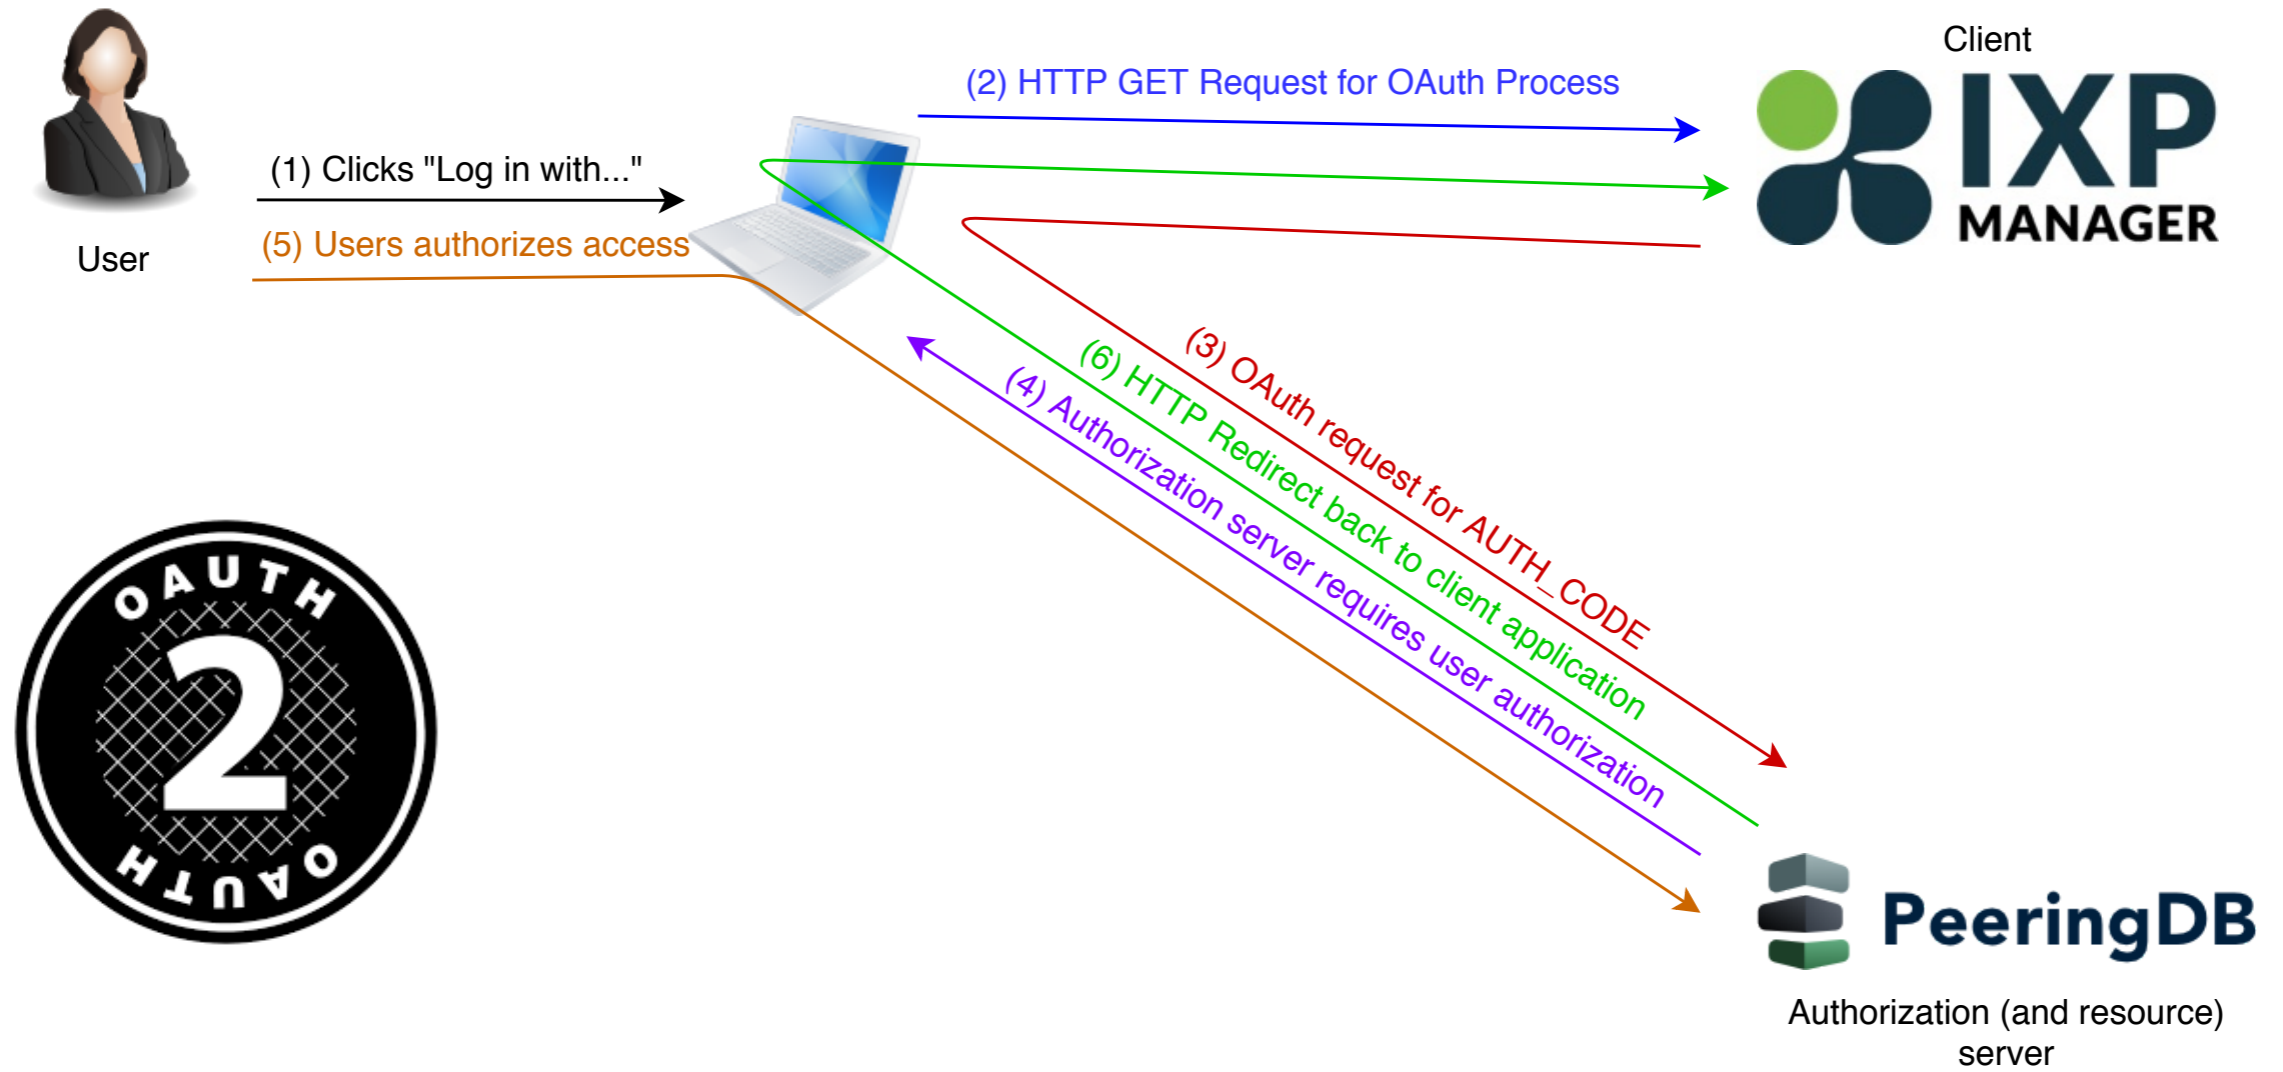 Client
(2) HTTP GET Request for OAuth Process
IXP
MANAGER
(1) Clicks "Log in with..."
(5) Users authorizes access
User
(3) OAuth request for AUTH_CODE
(6) HTTP Redirect back to client application
(4) Authorization server requires user authorization
OAUTH
2
OAUTH
PeeringDB
Authorization (and resource)
server